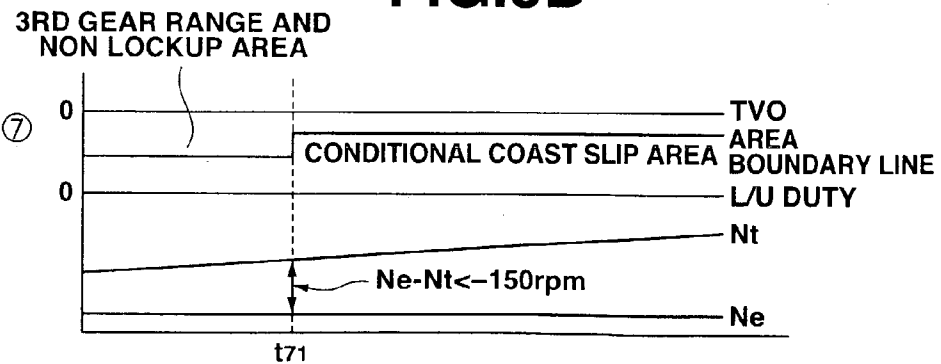 3RD GEAR RANGE AND
NON LOCKUP AREA
0
TVO
⑦
AREA
BOUNDARY LINE
CONDITIONAL COAST SLIP AREA
0
L/U DUTY
Nt
Ne-Nt<-150rpm
Ne
t71